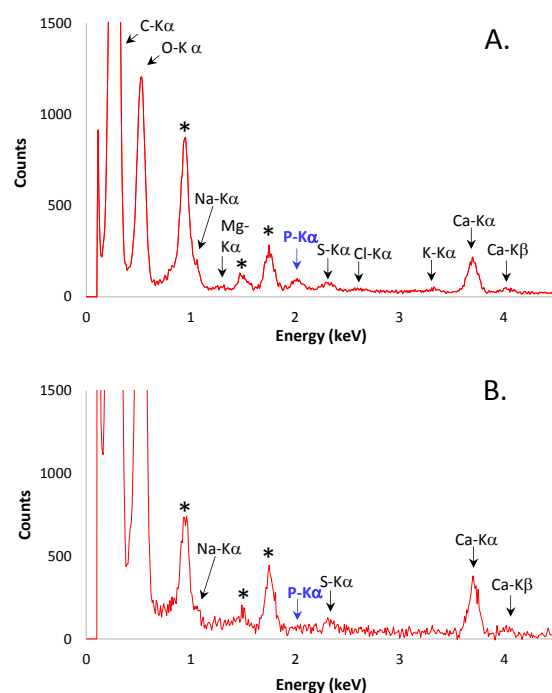 A.
1500
1000
500
0
Counts
C-Kα
O-K α
*
Na-Kα
Mg-
Kα
*
*
P-Kα
S-Kα
Cl-Kα
K-Kα
Ca-Kα
Ca-Kβ
0 1 2 3 4
Energy (keV)
B.
1500
1000
500
0
Counts
*
Na-Kα
*
*
P-Kα
S-Kα
Ca-Kα
Ca-Kβ
0 1 2 3 4
Energy (keV)